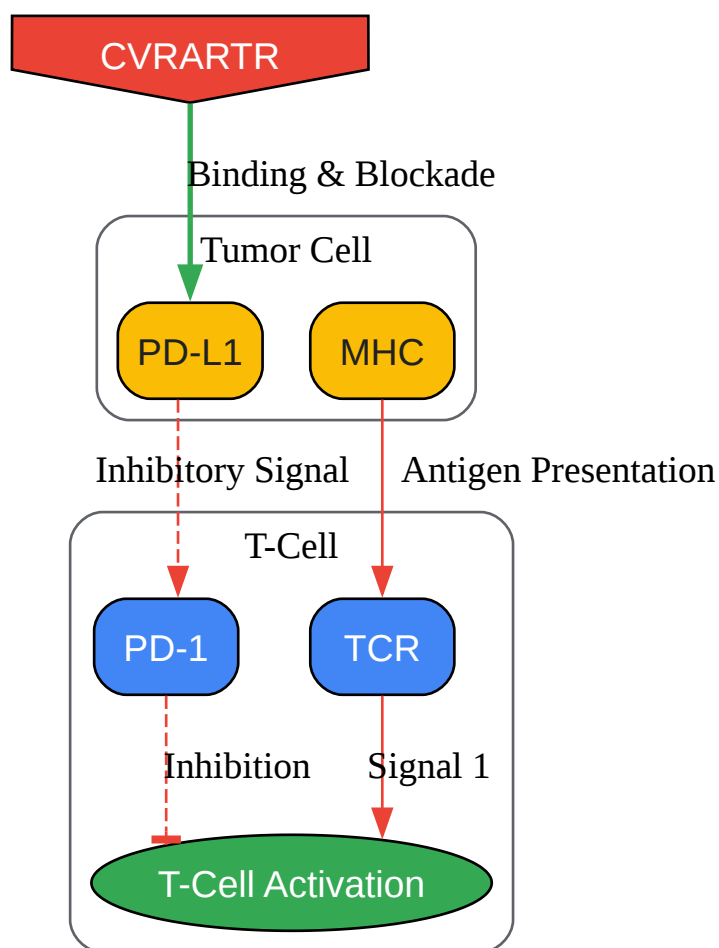 CVRARTR
Binding & Blockade
Tumor Cell
PD-L1
MHC
Inhibitory Signal
Antigen Presentation
T-Cell
PD-1
TCR
Inhibition
Signal 1
T-Cell Activation